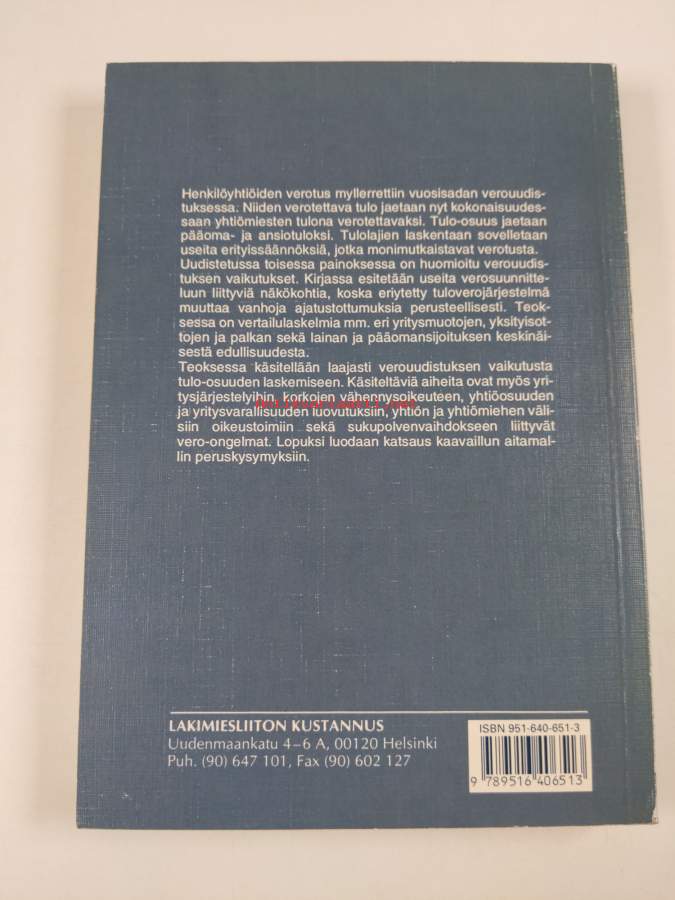 Henkilöyhtiöiden verotus myllerrettiin vuosisadan verouudis-
tuksessa. Niiden verotettava tulo jaetaan nyt kokonaisuudes-
saan yhtiömiesten tulona verotettavaksi. Tulo-osuus jaetaan
pääoma- ja ansiotuloksi. Tulolajien laskentaan sovelletaan
useita erityissäännöksiä, jotka monimutkaistavat verotusta.
Uudistetussa toisessa painoksessa on huomioitu verouudis-
tuksen vaikutukset. Kirjassa esitetään useita verosuunnitte-
luun liittyviä näkökohtia, koska eriytetty tuloverojärjestelmä
muuttaa vanhoja ajatustottumuksia perusteellisesti. Teok-
sessa on vertailulaskelmia mm. eri yritysmuotojen, yksityisot-
tojen ja palkan sekä lainan ja pääomansijoituksen keskinäi-
sestä edullisuudesta.
Teoksessa käsitellään laajasti verouudistuksen vaikutusta
tulo-osuuden laskemiseen. Käsiteltäviä aiheita ovat myös yri-
tysjärjestelyihin, korkojen vähennysoikeuteen, yhtiöosuuden
ja yritysvarallisuuden luovutuksiin, yhtiön ja yhtiömiehen väli-
siin oikeustoimiin sekä sukupolvenvaihdokseen liittyvät
vero-ongelmat. Lopuksi luodaan katsaus kaavaillun aitamal-
lin peruskysymyksiin.
LAKIMIESLIITON KUSTANNUS
Uudenmaankatu 4–6 A, 00120 Helsinki
Puh. (90) 647 101, Fax (90) 602 127
ISBN 951-640-651-3
9 789516 406513